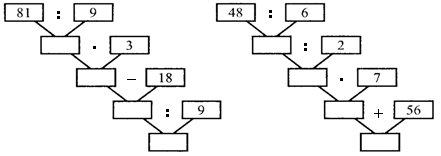 81 : 9 48 : 6
· 3 : 2
– 18 · 7
: 9 + 56